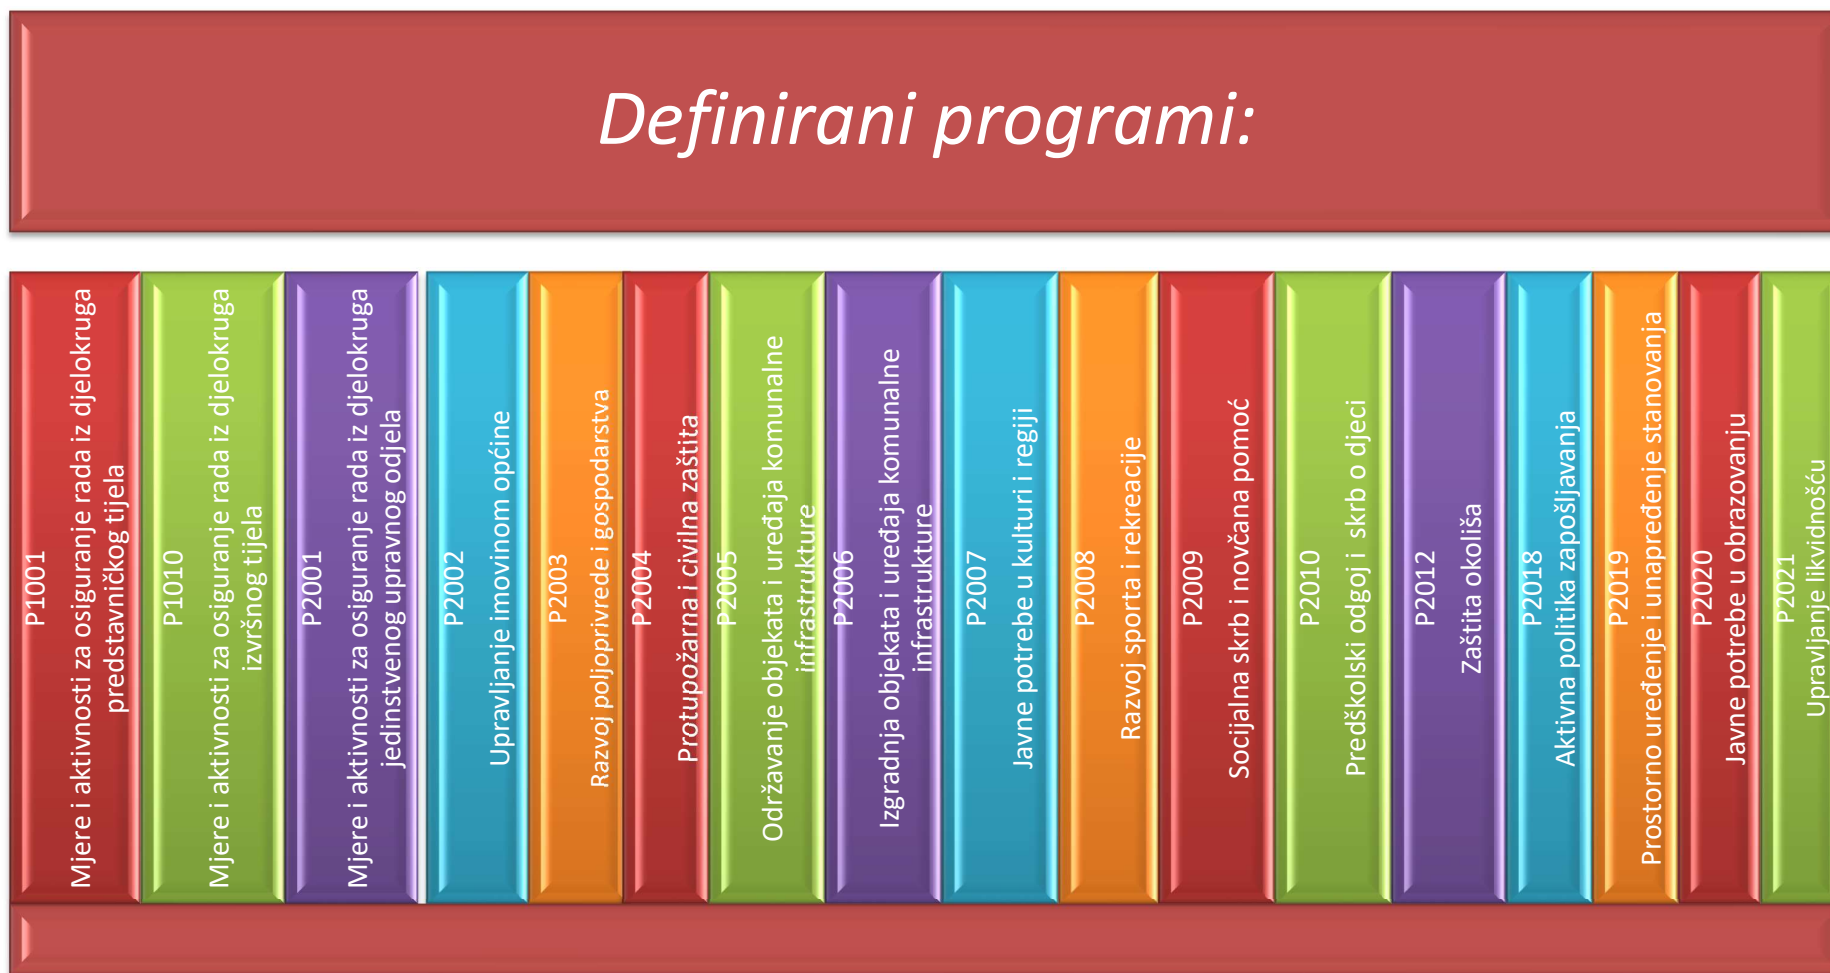 Definirani programi:
P1001
Mjere i aktivnosti za osiguranje rada iz djelokruga
predstavničkog tijela
P1010
Mjere i aktivnosti za osiguranje rada iz djelokruga
izvršnog tijela
P2001
Mjere i aktivnosti za osiguranje rada iz djelokruga
jedinstvenog upravnog odjela
P2002
Upravljanje imovinom općine
P2003
Razvoj poljoprivrede i gospodarstva
P2004
Protupožarna i civilna zaštita
P2005
Održavanje objekata i uređaja komunalne
infrastrukture
P2006
Izgradnja objekata i uređaja komunalne
infrastrukture
P2007
Javne potrebe u kulturi i regiji
P2008
Razvoj sporta i rekreacije
P2009
Socijalna skrb i novčana pomoć
P2010
Predškolski odgoj i skrb o djeci
P2012
Zaštita okoliša
P2018
Aktivna politika zapošljavanja
P2019
Prostorno uređenje i unapređenje stanovanja
P2020
Javne potrebe u obrazovanju
P2021
Upravljanje likvidnošću